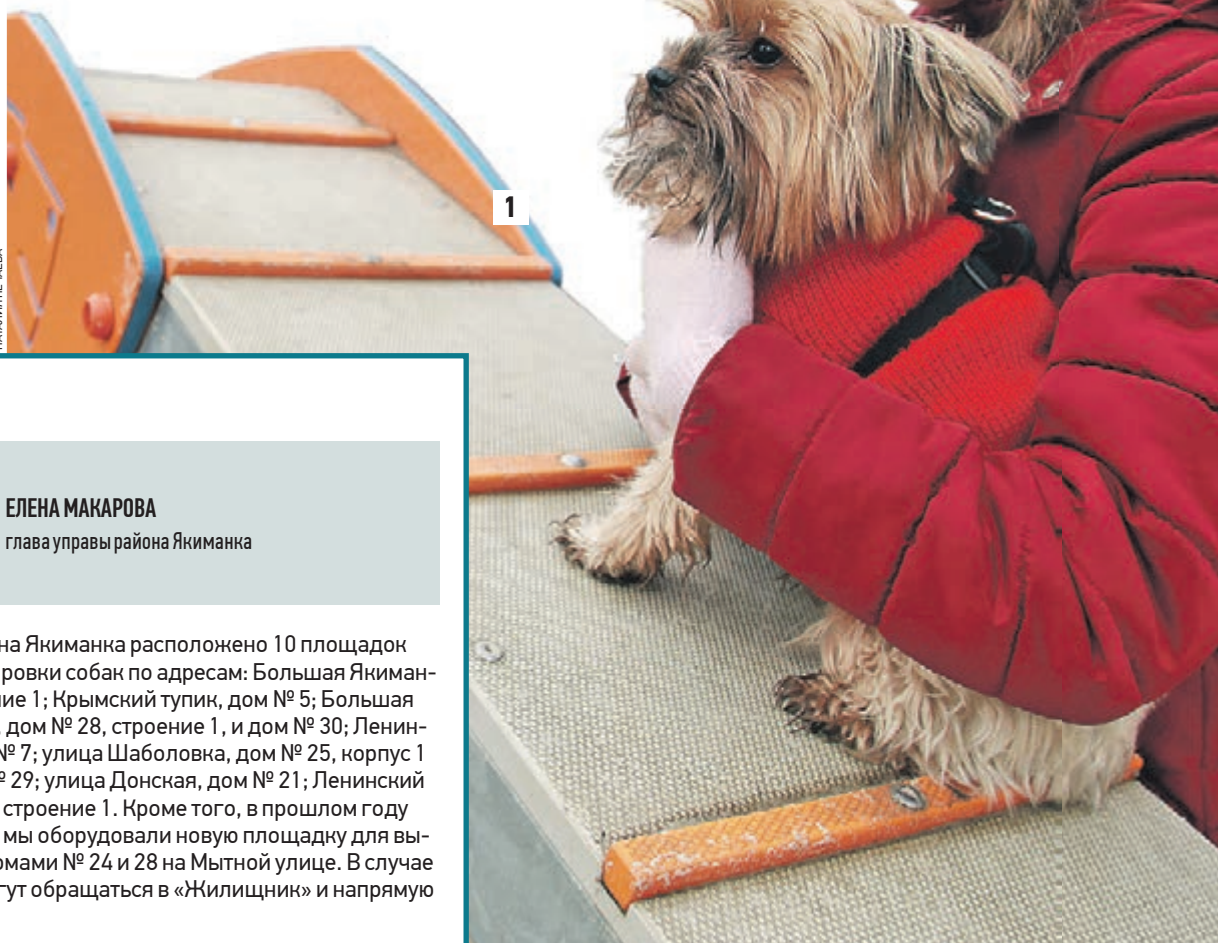 1
ЕЛЕНА МАКАРОВА
глава управы района Якиманка
на Якиманка расположено 10 площадок
ровки собак по адресам: Большая Якиман-
ие 1; Крымский тупик, дом № 5; Большая
, дом № 28, строение 1, и дом № 30; Ленин-
№ 7; улица Шаболовка, дом № 25, корпус 1
№ 29; улица Донская, дом № 21; Ленинский
строение 1. Кроме того, в прошлом году
мы оборудовали новую площадку для вы-
омами № 24 и 28 на Мытной улице. В случае
гут обращаться в «Жилищник» и напрямую